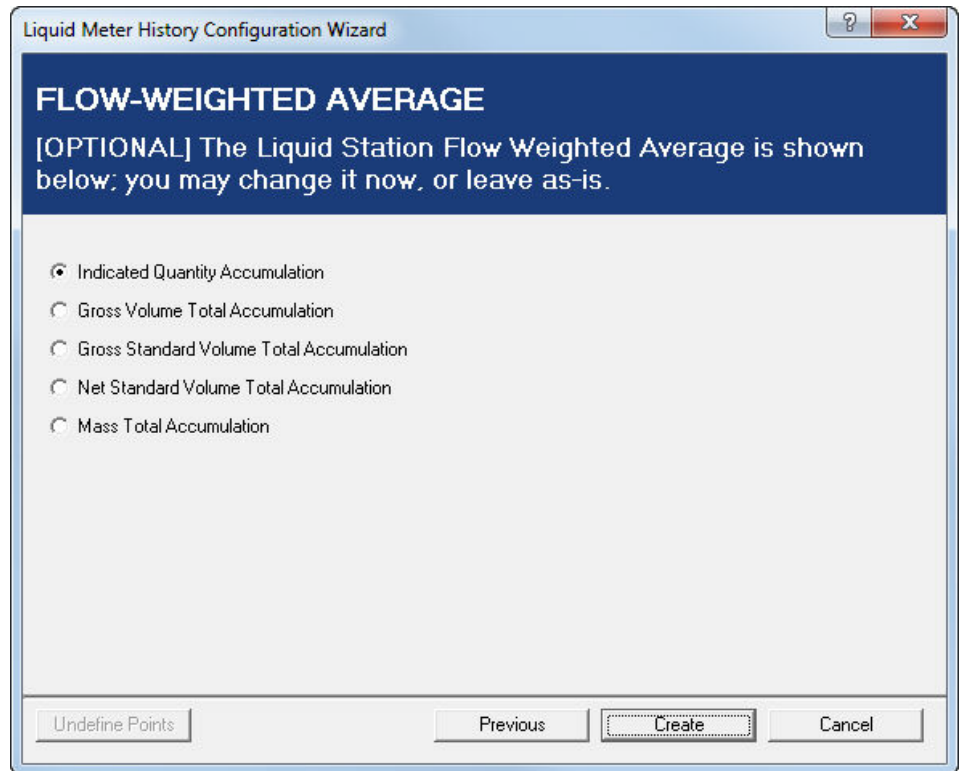 Liquid Meter History Configuration Wizard
FLOW-WEIGHTED AVERAGE
[OPTIONAL] The Liquid Station Flow Weighted Average is shown
below; you may change it now, or leave as-is.
Indicated Quantity Accumulation
Gross Volume Total Accumulation
Gross Standard Volume Total Accumulation
Net Standard Volume Total Accumulation
Mass Total Accumulation
Undefine Points
Previous
Create
Cancel